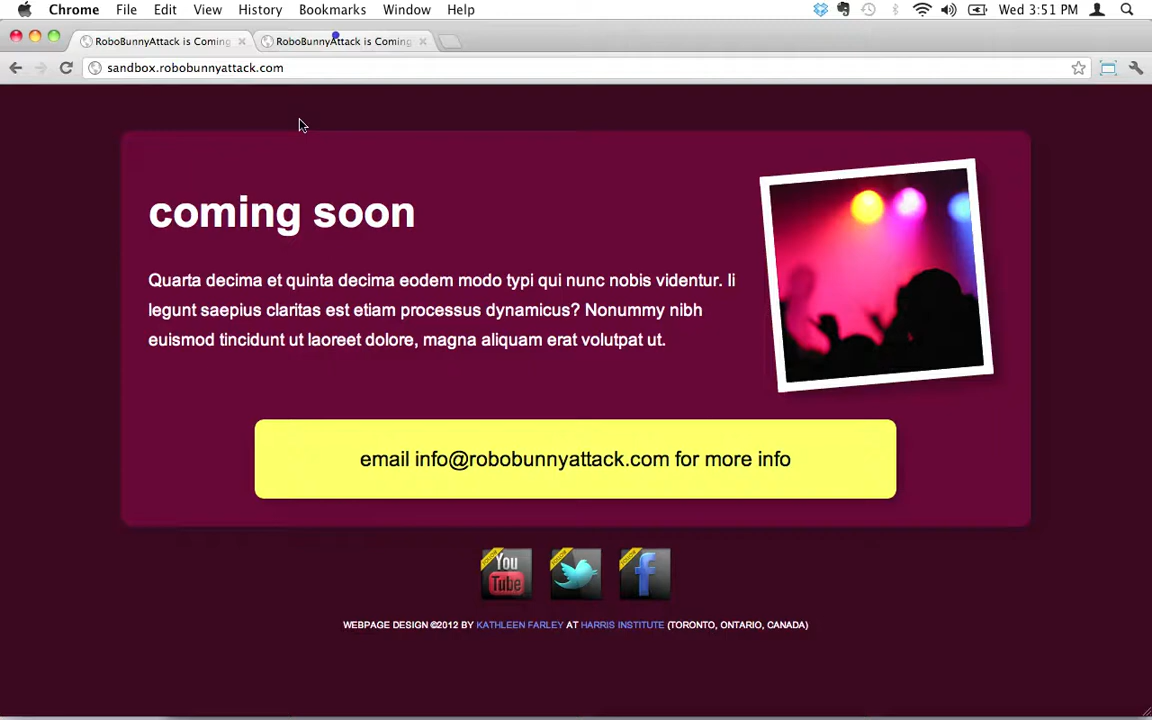 Chrome File Edit View History Bookmarks Window Help Wed 3:51 PM
RoboBunnyAttack is Coming RoboBunnyAttack is Coming
sandbox.robobunnyattack.com
coming soon
Quarta decima et quinta decima eodem modo typi qui nunc nobis videntur. Ii
legunt saepius claritas est etiam processus dynamicus? Nonummy nibh
euismod tincidunt ut laoreet dolore, magna aliquam erat volutpat ut.
email info@robobunnyattack.com for more info
You
Tube
WEBPAGE DESIGN ©2012 BY KATHLEEN FARLEY AT HARRIS INSTITUTE (TORONTO, ONTARIO, CANADA)